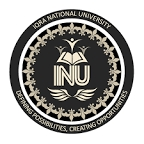 IQRA NATIONAL UNIVERSITY
INU
DEFINING POSSIBILITIES, CREATING OPPORTUNITIES